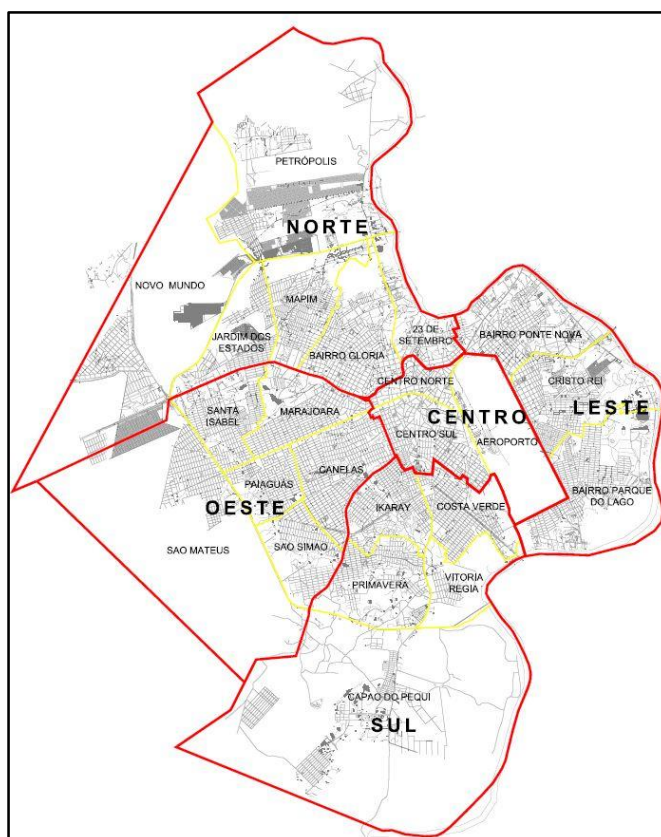 PETRÓPOLIS
NORTE
NOVO MUNDO
MAPIM
JARDIM DOS
ESTADOS
BAIRRO GLORIA
23 DE
SETEMBRO
BAIRRO PONTE NOVA
CENTRO NORTE
CRISTO REI
SANTA
ISABEL
MARAJOARA
CENTRO
LESTE
CENTRO SUL
AEROPORTO
CANELAS
PAIAGUÁS
BAIRRO PARQUE
DO LAGO
OESTE
IKARAY
COSTA VERDE
SAO MATEUS
SAO SIMAO
PRIMAVERA
VITORIA
REGIA
CAPAO DO PEQUI
SUL